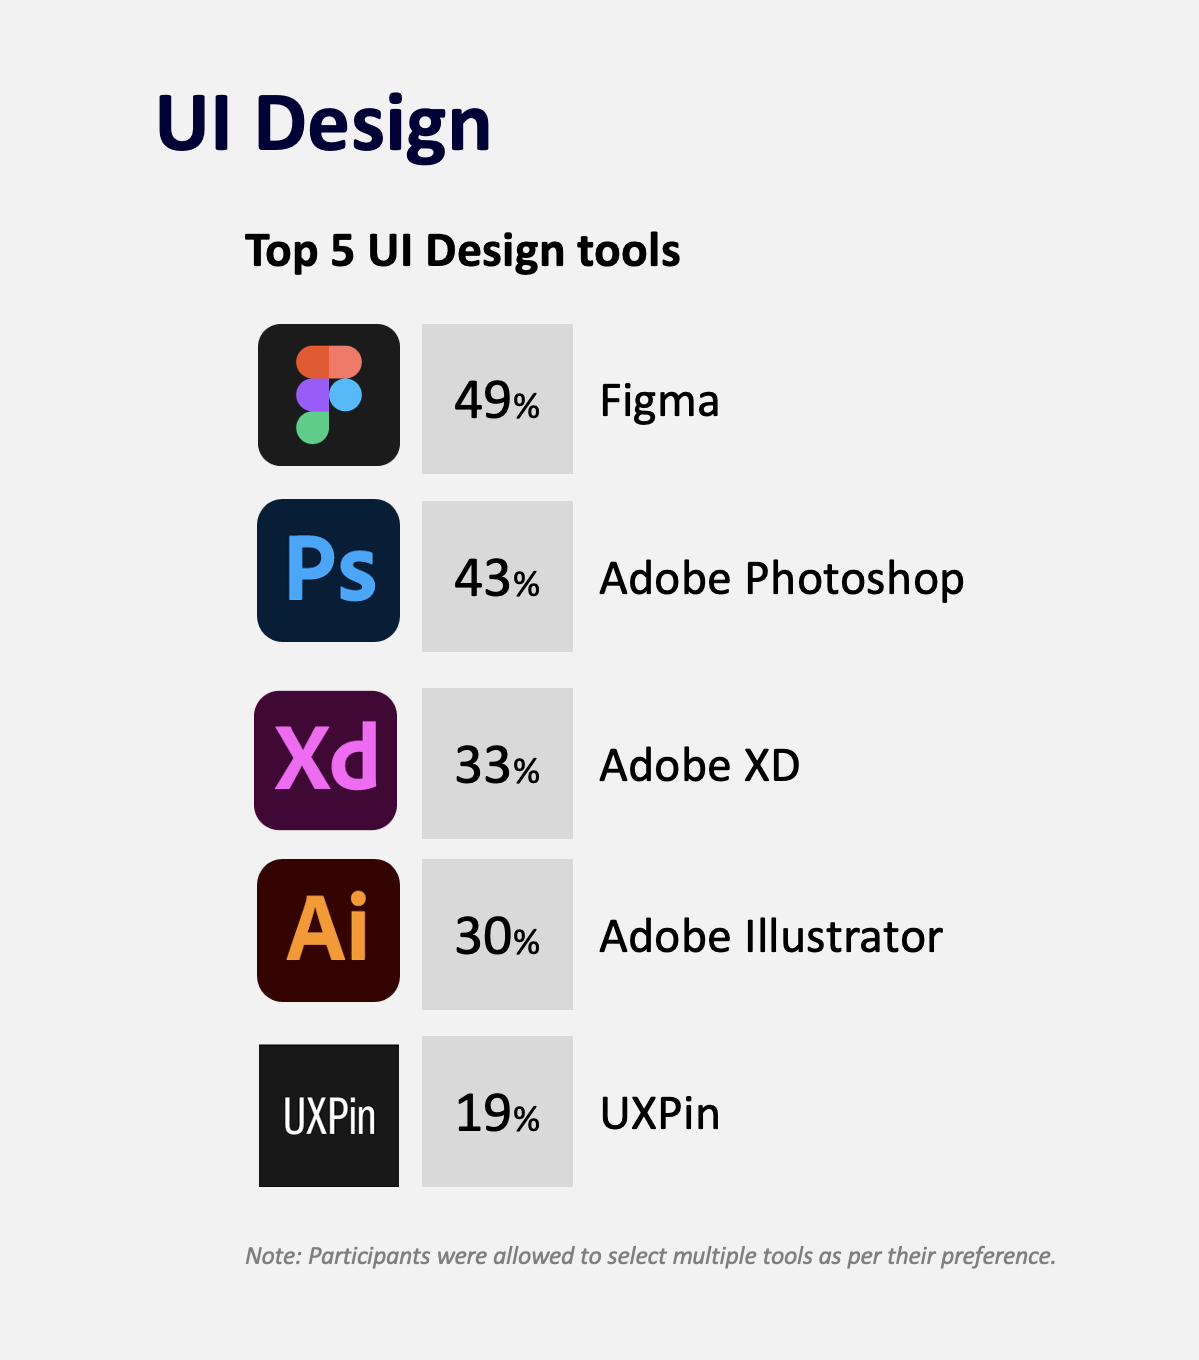 UI Design
Top 5 UI Design tools
49% Figma
Ps 43% Adobe Photoshop
Xd 33% Adobe XD
Ai 30% Adobe Illustrator
UXPin 19% UXPin
Note: Participants were allowed to select multiple tools as per their preference.